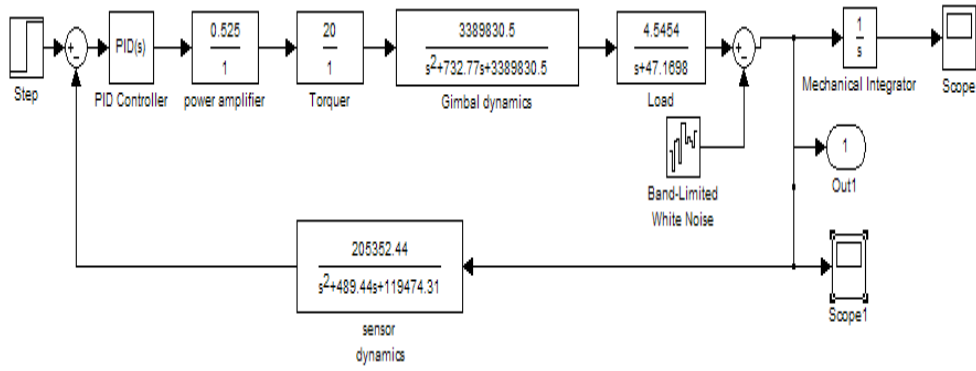 Step
+
-
PID(s)
PID Controller
0.525
1
power amplifier
20
1
Torquer
3389830.5
s2+732.77s+3389830.5
Gimbal dynamics
4.5454
s+47.1698
Load
+
-
1
s
Mechanical Integrator
Scope
Band-Limited
White Noise
1
Out1
Scope1
205352.44
s2+489.44s+119474.31
sensor
dynamics